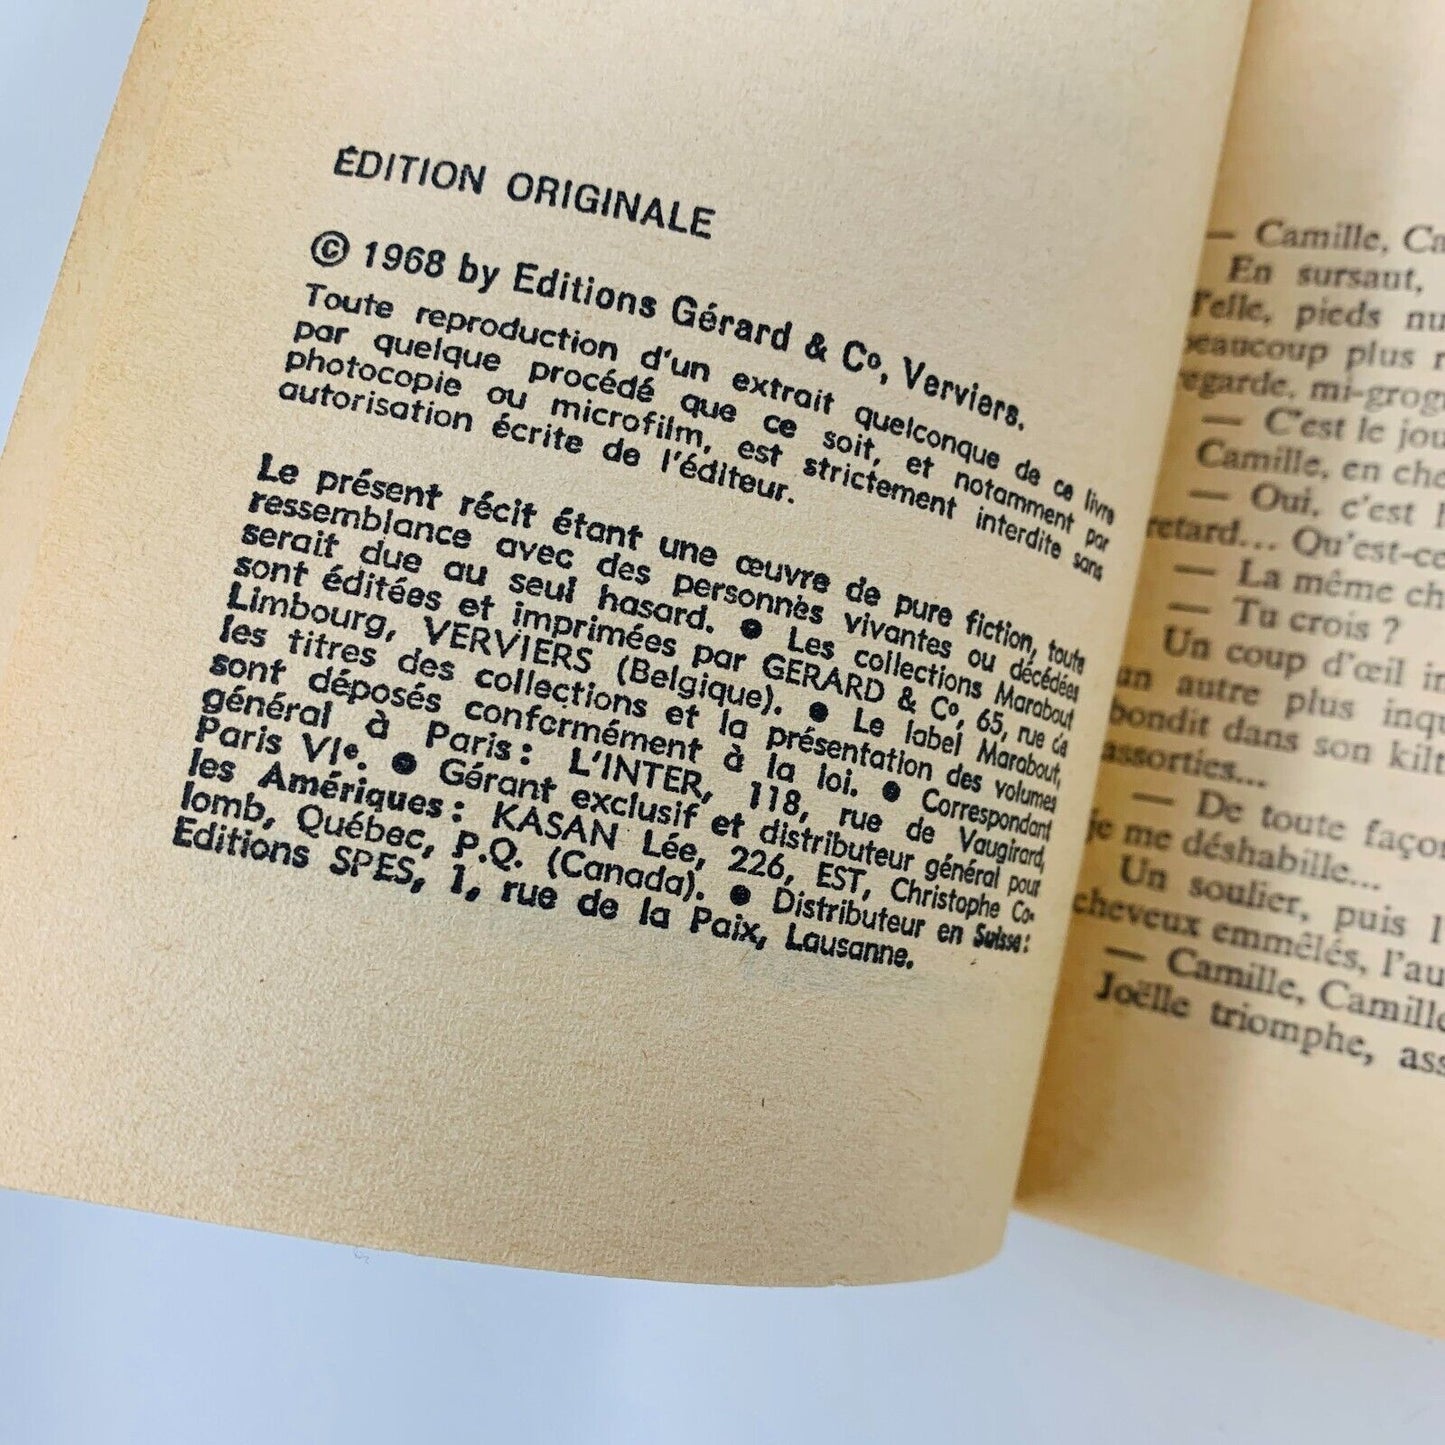 ÉDITION ORIGINALE
© 1968 by Editions Gérard & Cº, Verviers.
Toute reproduction d'un extrait quelconque de ce livre
par quelque procédé que ce soit, et notamment par
photocopie ou microfilm, est strictement interdite sans
autorisation écrite de l'éditeur.
Le présent récit étant une œuvre de pure fiction, toute
ressemblance avec des personnes vivantes ou décédées
serait due au seul hasard. ● Les collections Marabout
sont éditées et imprimées par GERARD & Cº, 65, rue de
Limbourg, VERVIERS (Belgique). ● Le label Marabout,
les titres des collections et la présentation des volumes
sont déposés conformément à la loi. ● Correspondant
général à Paris : L'INTER, 118, rue de Vaugirard,
Paris VIe. ● Gérant exclusif et distributeur général pour
les Amériques : KASAN Lée, 226, EST, Christophe Co-
lomb, Québec, P.Q. (Canada). ● Distributeur en Suisse :
Editions SPES, 1, rue de la Paix, Lausanne.
— Camille, Ca
En sursaut,
pieds nu
beaucoup plus
regarde, mi-grog
— C'est le jou
Camille, en che
— Oui, c'est l
retard... Qu'est-ce
— La même ch
— Tu crois ?
Un coup d'œil in
un autre plus inqu
bondit dans son kilt
assorties...
— De toute façon
je me déshabille...
Un soulier, puis l
cheveux emmêlés, l'au
— Camille, Camille
Joëlle triomphe, ass